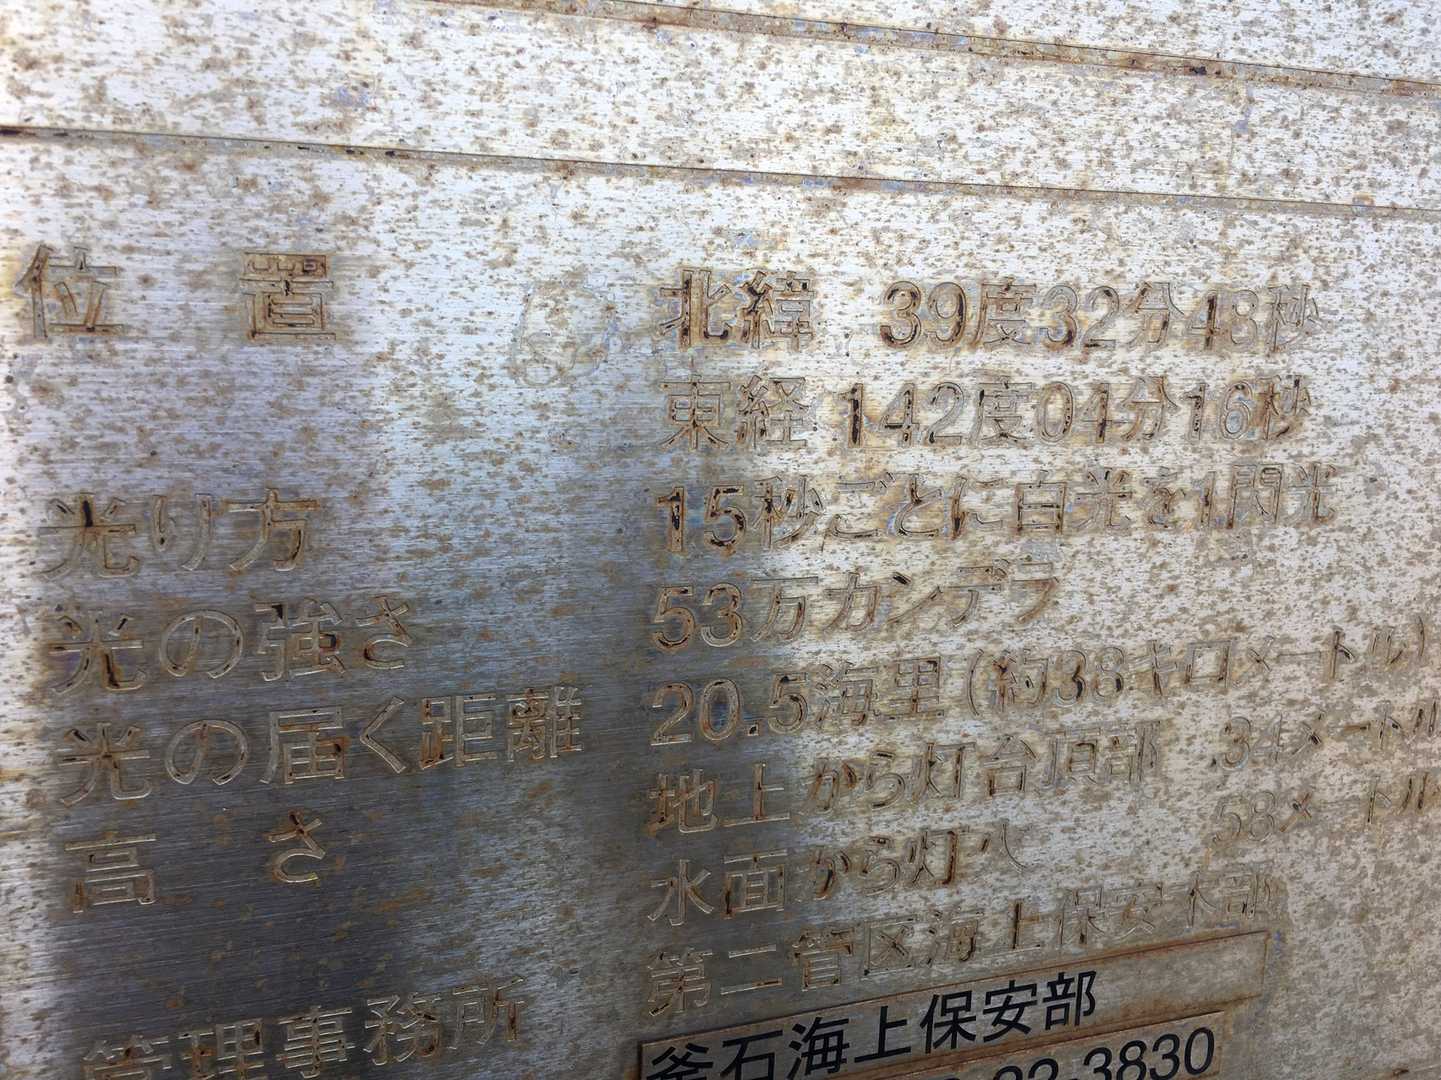 位置 北緯 39度32分48秒
東経 142度04分16秒
光り方 15秒ごとに白光を1閃光
光の強さ 53万カンデラ
光の届く距離 20.5海里(約38キロメートル)
高さ 地上から灯台頂部 34メートル
水面から灯火 58メートル
管理事務所 第二管区海上保安本部
釜石海上保安部
22-3830